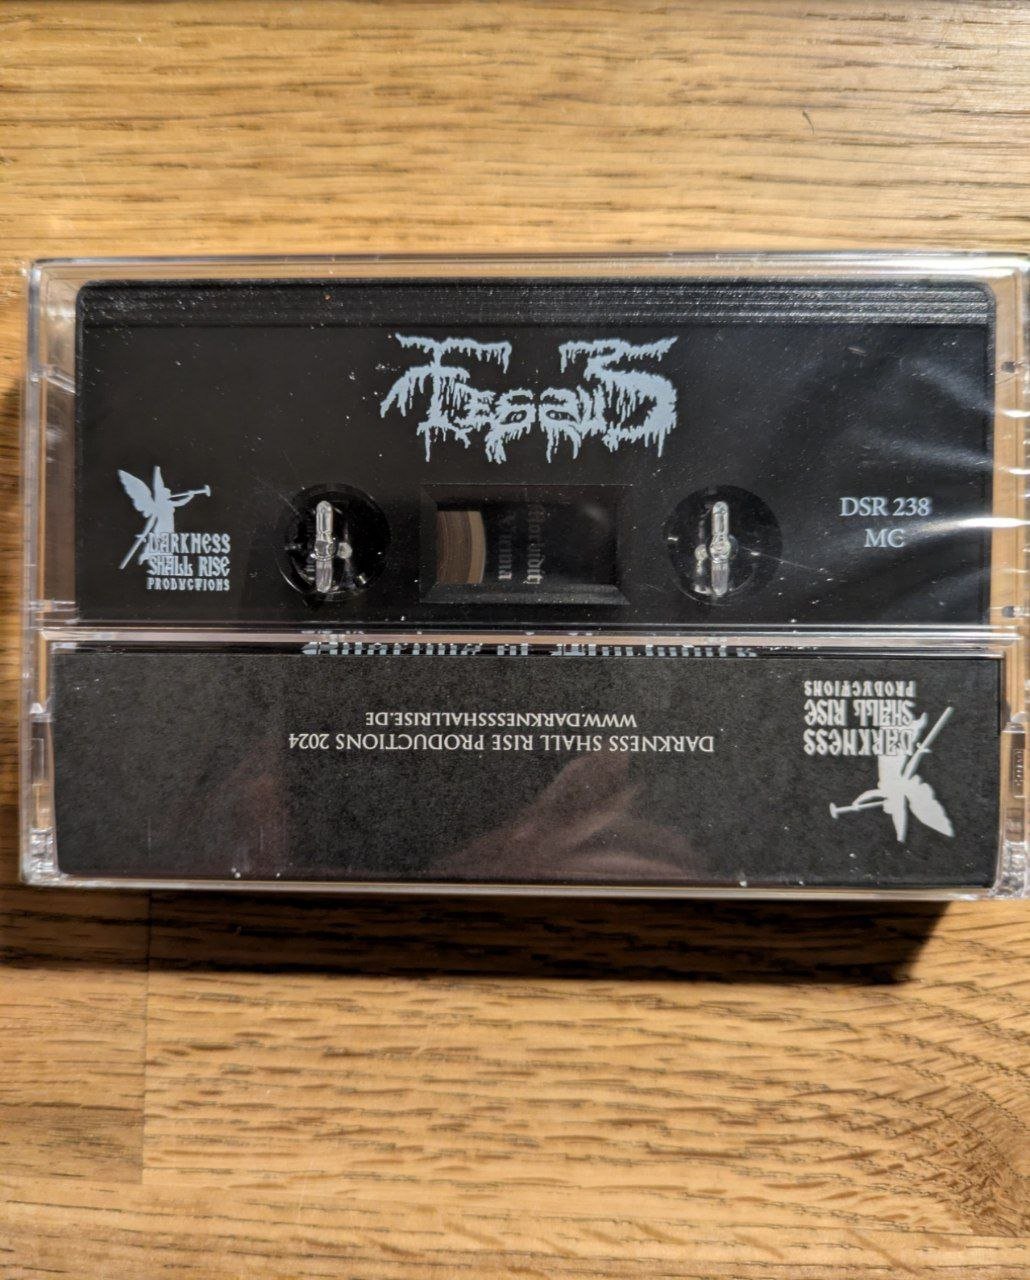 DARKNESS
SHALL RISE
PRODUCTIONS
DSR 238
MC
DARKNESS SHALL RISE PRODUCTIONS 2024
WWW.DARKNESSSHALLRISE.DE
DARKNESS
SHALL RISE
PRODUCTIONS